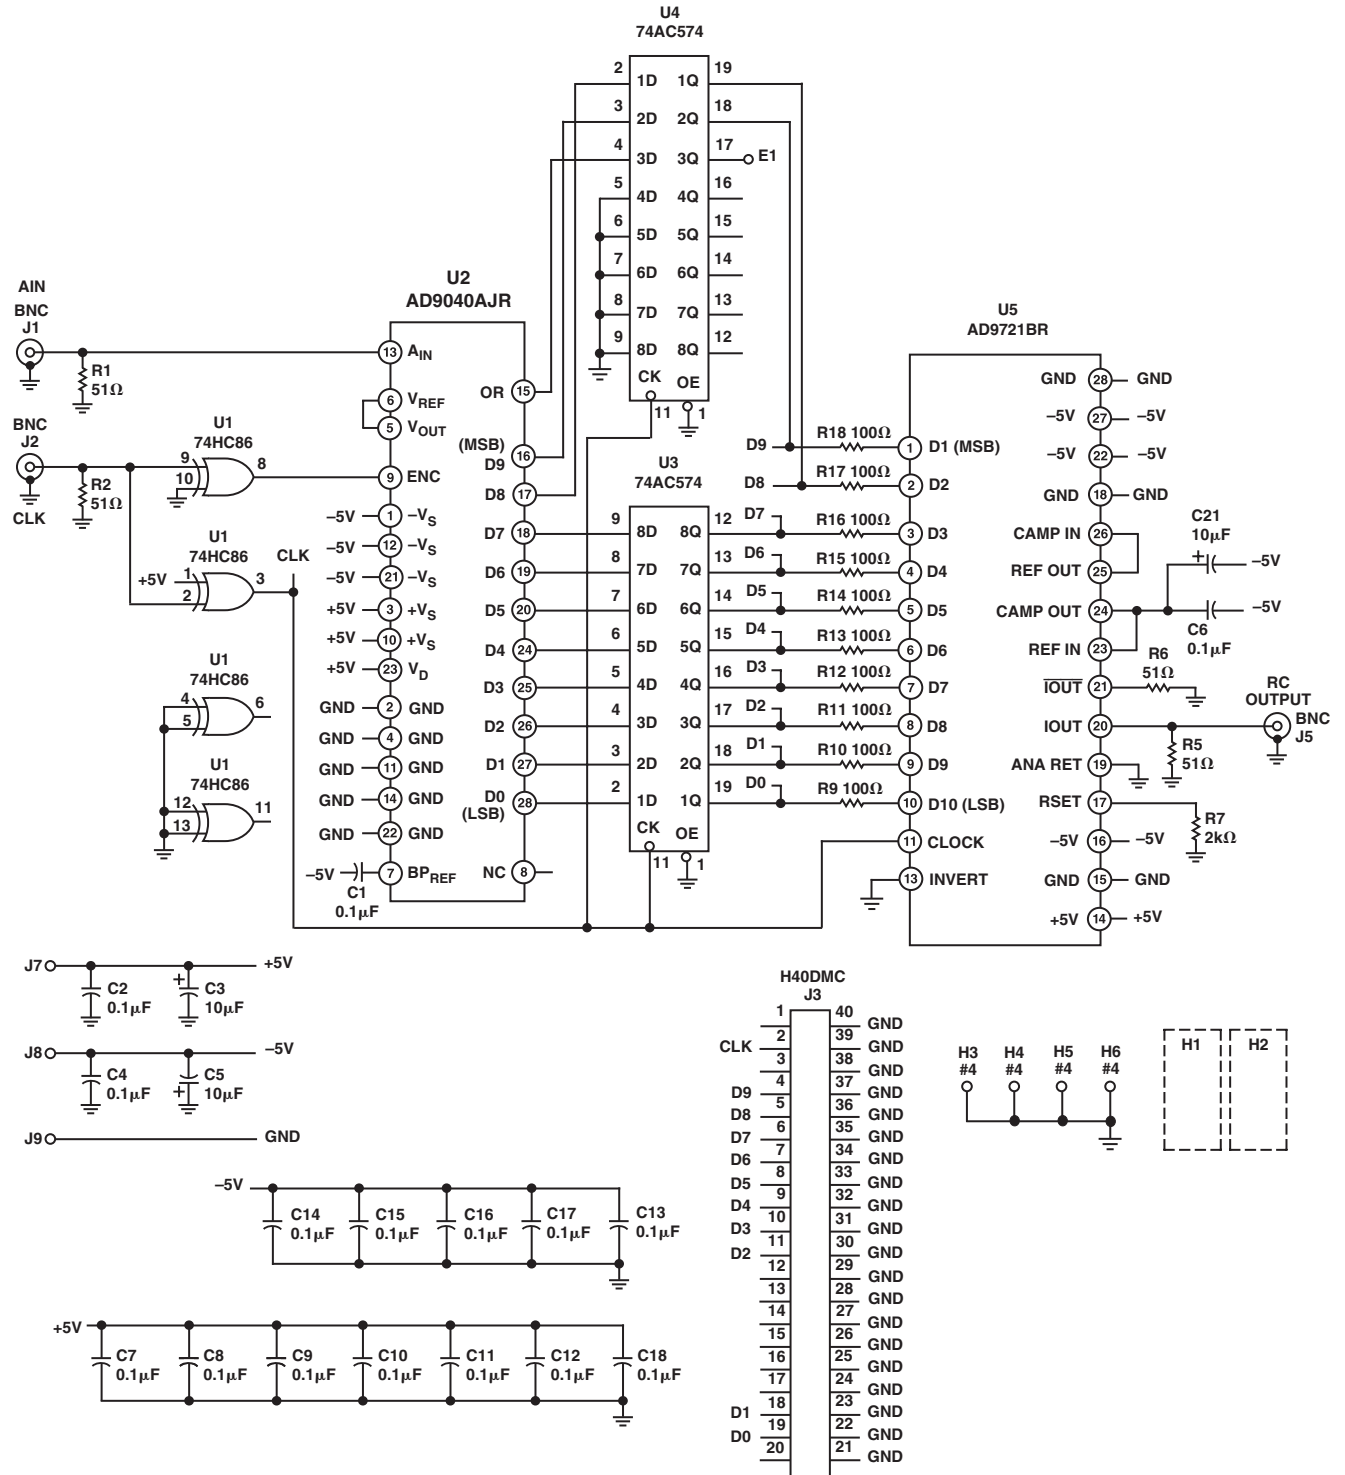 U4
74AC574
2 1D 1Q 19
3 2D 2Q 18
4 3D 3Q 17 E1
5 4D 4Q 16
6 5D 5Q 15
7 6D 6Q 14
8 7D 7Q 13
9 8D 8Q 12
CK OE
11 1
AIN
BNC
J1
R1
51Ω
BNC
J2
R2
51Ω
CLK
U1
74HC86
9
10
8
U1
74HC86
+5V 1
2
3
CLK
U1
74HC86
4
5
6
U1
74HC86
12
13
11
U2
AD9040AJR
13 AIN
6 VREF
5 VOUT
9 ENC
–5V 1 –VS
–5V 12 –VS
–5V 21 –VS
+5V 3 +VS
+5V 10 +VS
+5V 23 VD
GND 2 GND
GND 4 GND
GND 11 GND
GND 14 GND
GND 22 GND
–5V 7 BPREF
C1
0.1µF
OR 15
(MSB)
D9 16
D8 17
D7 18
D6 19
D5 20
D4 24
D3 25
D2 26
D1 27
D0 28
(LSB)
NC 8
U3
74AC574
9 8D 8Q 12 D7
8 7D 7Q 13 D6
7 6D 6Q 14 D5
6 5D 5Q 15 D4
5 4D 4Q 16 D3
4 3D 3Q 17 D2
3 2D 2Q 18 D1
2 1D 1Q 19 D0
CK OE
11 1
D9 R18 100Ω
D8 R17 100Ω
R16 100Ω
R15 100Ω
R14 100Ω
R13 100Ω
R12 100Ω
R11 100Ω
R10 100Ω
R9 100Ω
U5
AD9721BR
1 D1 (MSB)
2 D2
3 D3
4 D4
5 D5
6 D6
7 D7
8 D8
9 D9
10 D10 (LSB)
11 CLOCK
13 INVERT
GND 28 GND
–5V 27 –5V
–5V 22 –5V
GND 18 GND
CAMP IN 26
REF OUT 25
CAMP OUT 24
REF IN 23
IOUT 21
IOUT 20
ANA RET 19
RSET 17
–5V 16 –5V
GND 15 GND
+5V 14 +5V
C21
10µF
+
–5V
–5V
C6
0.1µF
R6
51Ω
RC
OUTPUT
BNC
J5
R5
51Ω
R7
2kΩ
J7 +5V
C2
0.1µF
+ C3
10µF
J8 –5V
C4
0.1µF
+ C5
10µF
J9 GND
–5V
C14
0.1µF
C15
0.1µF
C16
0.1µF
C17
0.1µF
C13
0.1µF
+5V
C7
0.1µF
C8
0.1µF
C9
0.1µF
C10
0.1µF
C11
0.1µF
C12
0.1µF
C18
0.1µF
H40DMC
J3
1 40 GND
CLK 2 39 GND
3 38 GND
D9 4 37 GND
D8 5 36 GND
D7 6 35 GND
D6 7 34 GND
D5 8 33 GND
D4 9 32 GND
D3 10 31 GND
D2 11 30 GND
12 29 GND
13 28 GND
14 27 GND
15 26 GND
16 25 GND
17 24 GND
D1 18 23 GND
D0 19 22 GND
20 21 GND
H3
#4
H4
#4
H5
#4
H6
#4
H1
H2